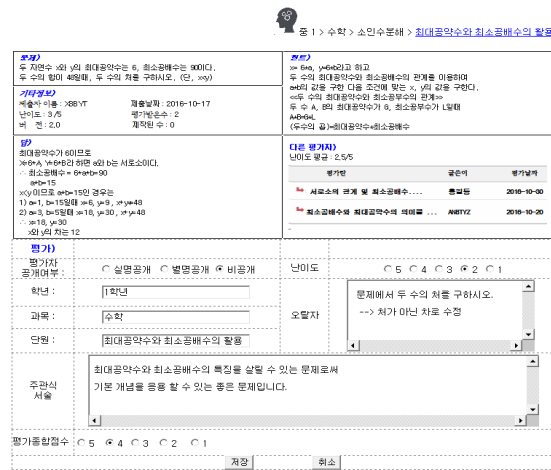 중 1 > 수학 > 소인수분해 > 최대공약수와 최소공배수의 활용
문제)
두 자연수 x와 y의 최대공약수는 6, 최소공배수는 90이다.
두 수의 합이 48일때, 두 수의 차를 구하시오. (단, x<y)
힌트)
x= 6*a, y=6*b라고 하고
두 수의 최대공약수와 최소공배수의 관계를 이용하여
a*b의 값을 구한 다음 조건에 맞는 x, y의 값을 구한다.
<<두 수의 최대공약수와 최소공부수의 관계>>
두 수 A, B의 최대공약수가 G, 최소공부수가 L일때
A*B=G*L
(두수의 곱)=최대공약수*최소공배수
기타정보)
제출자 이름 : XBBYT 제출날짜 : 2016-10-17
난이도 : 3/5 평가받은수 : 2
버 전 : 2.0 제작된 수 : 0
답)
최대공약수가 6이므로
X=6*A, Y=6*B라 하면 a와 b는 서로소이다.
∴ 최소공배수 = 6*a*b=90
a*b=15
x<y 이므로 a*b=15인 경우는
1) a=1, b=15일때 x=6, y=9 , x+y=48
2) a=3, b=5일때 x=18, y=30 , x+y=48
∴ x=18, y=30
x와 y의 차는 12
다른 평가자)
난이도 평균 : 2.5/5
평가란 글쓴이 평가날짜
서로소의 관계 및 최소공배수.... 홍길동 2016-10-30
최소공배수와 최대공약수의 의미를 ... ANBTYZ 2016-10-20
평가)
평가자 공개여부 : 실명공개 별명공개 비공개
난이도 5 4 3 2 1
학년 : 1학년
과목 : 수학
단원 : 최대공약수와 최소공배수의 활용
오탈자
문제에서 두 수의 처를 구하시오.
--> 처가 아닌 차로 수정
주관식 서술
최대공약수와 최소공배수의 특징을 살릴 수 있는 문제로써
기본 개념을 응용 할 수 있는 좋은 문제입니다.
평가종합점수 5 4 3 2 1
저장 취소